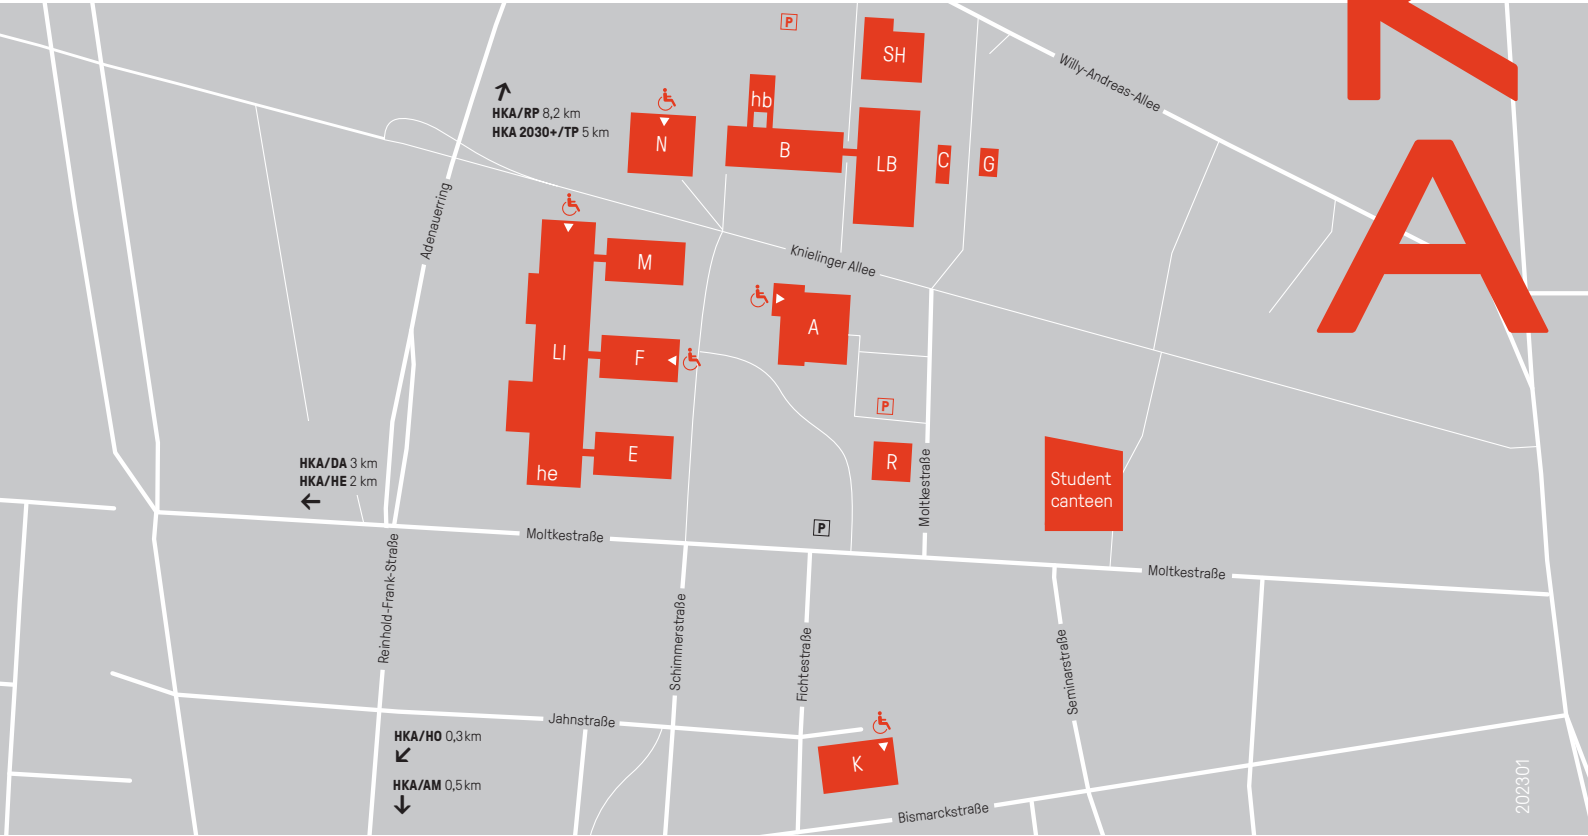 P
SH
Willy-Andreas-Allee
HKA/RP 8,2 km
HKA 2030+/TP 5 km
hb
N
B
LB
C
G
A
Adenauerring
M
Knielinger Allee
A
LI
F
P
E
R
he
HKA/DA 3 km
HKA/HE 2 km
Moltkestraße
Student
canteen
P
Moltkestraße
Moltkestraße
Reinhold-Frank-Straße
Schimmerstraße
Fichtestraße
Seminarstraße
Jahnstraße
HKA/HO 0,3 km
K
HKA/AM 0,5 km
Bismarckstraße
202301